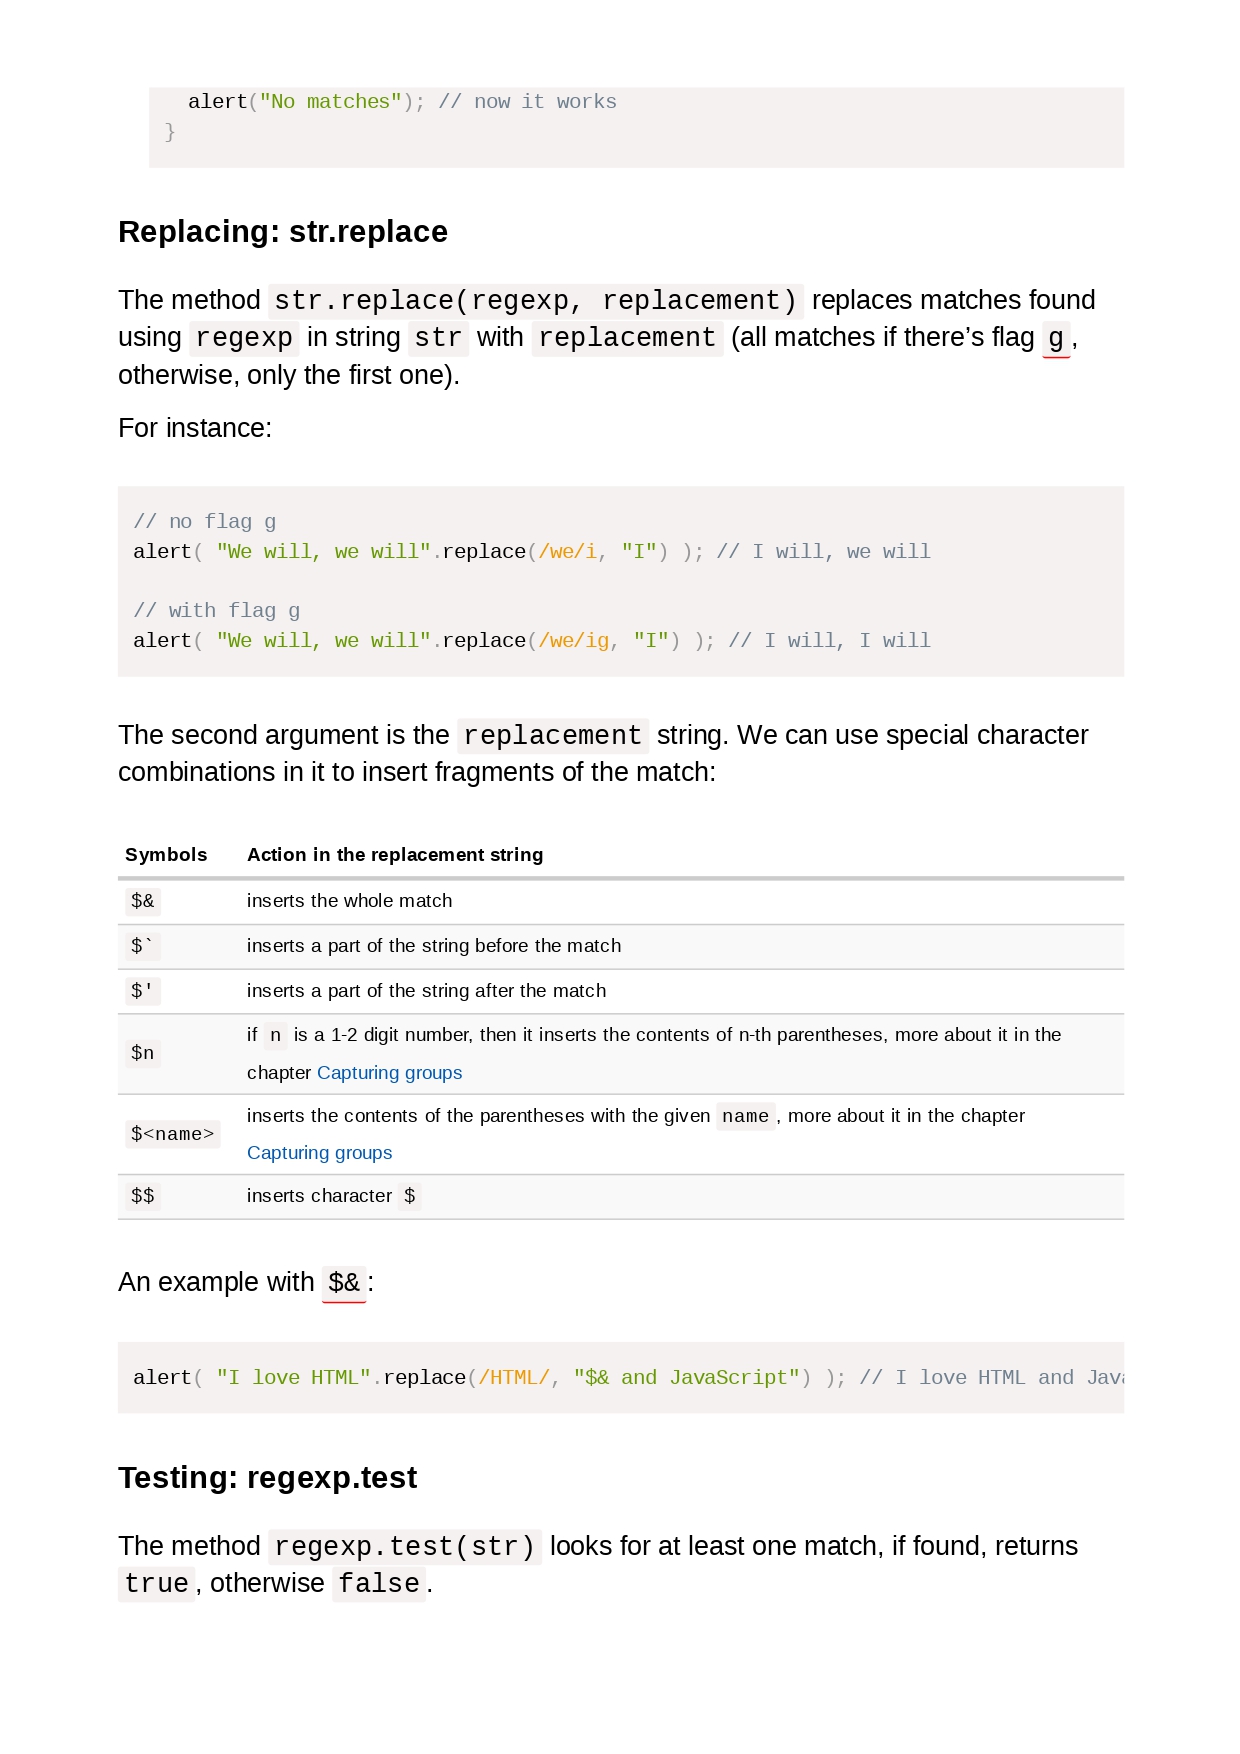 alert("No matches"); // now it works
}
Replacing: str.replace
The method str.replace(regexp, replacement) replaces matches found
using regexp in string str with replacement (all matches if there’s flag g,
otherwise, only the first one).
For instance:
// no flag g
alert( "We will, we will".replace(/we/i, "I") ); // I will, we will
// with flag g
alert( "We will, we will".replace(/we/ig, "I") ); // I will, I will
The second argument is the replacement string. We can use special character
combinations in it to insert fragments of the match:
Symbols Action in the replacement string
$& inserts the whole match
$` inserts a part of the string before the match
$' inserts a part of the string after the match
if n is a 1-2 digit number, then it inserts the contents of n-th parentheses, more about it in the
$n
chapter Capturing groups
inserts the contents of the parentheses with the given name, more about it in the chapter
$<name>
Capturing groups
$$ inserts character $
An example with $&:
alert( "I love HTML".replace(/HTML/, "$& and JavaScript") ); // I love HTML and Java
Testing: regexp.test
The method regexp.test(str) looks for at least one match, if found, returns
true, otherwise false.